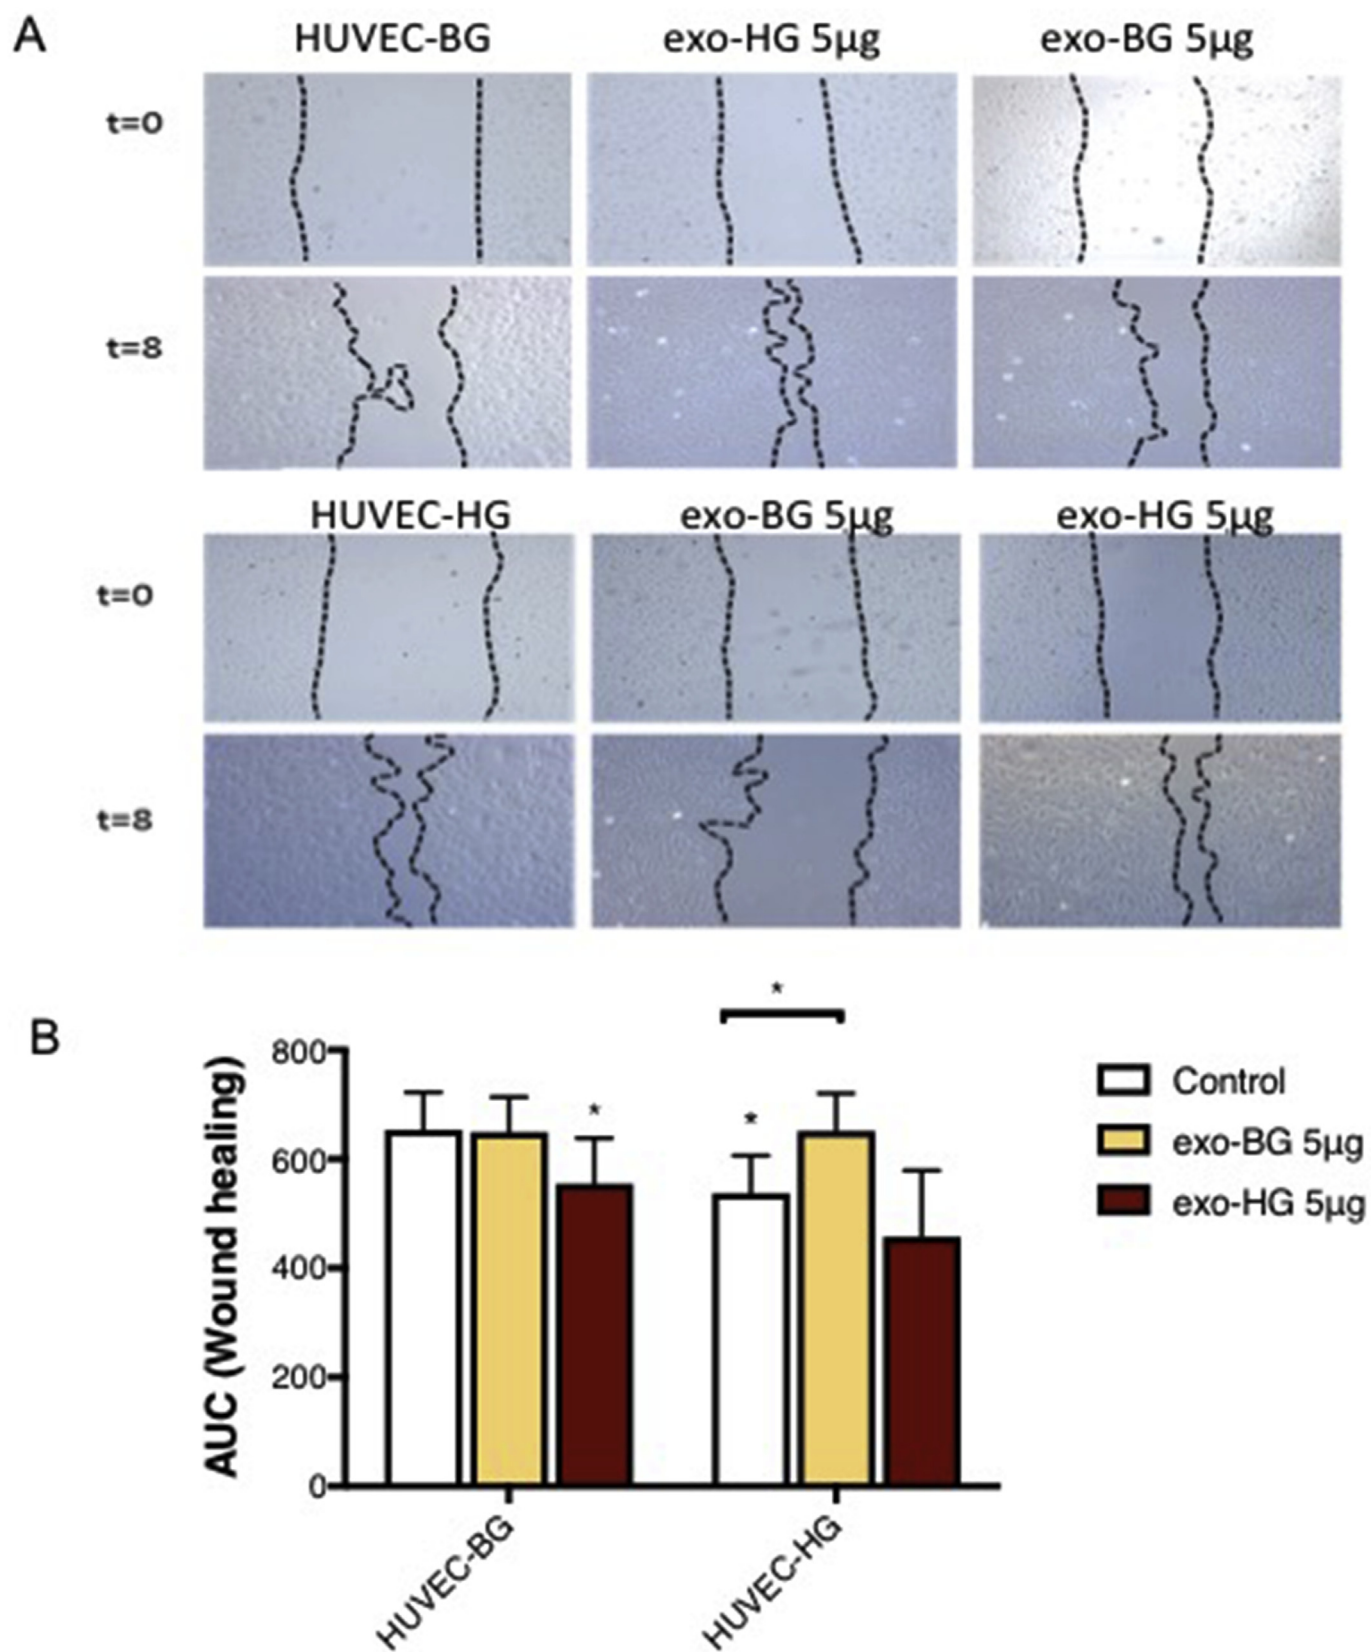 A
HUVEC-BG exo-HG 5µg exo-BG 5µg
t=0
t=8
HUVEC-HG exo-BG 5µg exo-HG 5µg
t=0
t=8
B
*
800
600
400
200
0
AUC (Wound healing)
*
*
HUVEC-BG
HUVEC-HG
Control
exo-BG 5µg
exo-HG 5µg